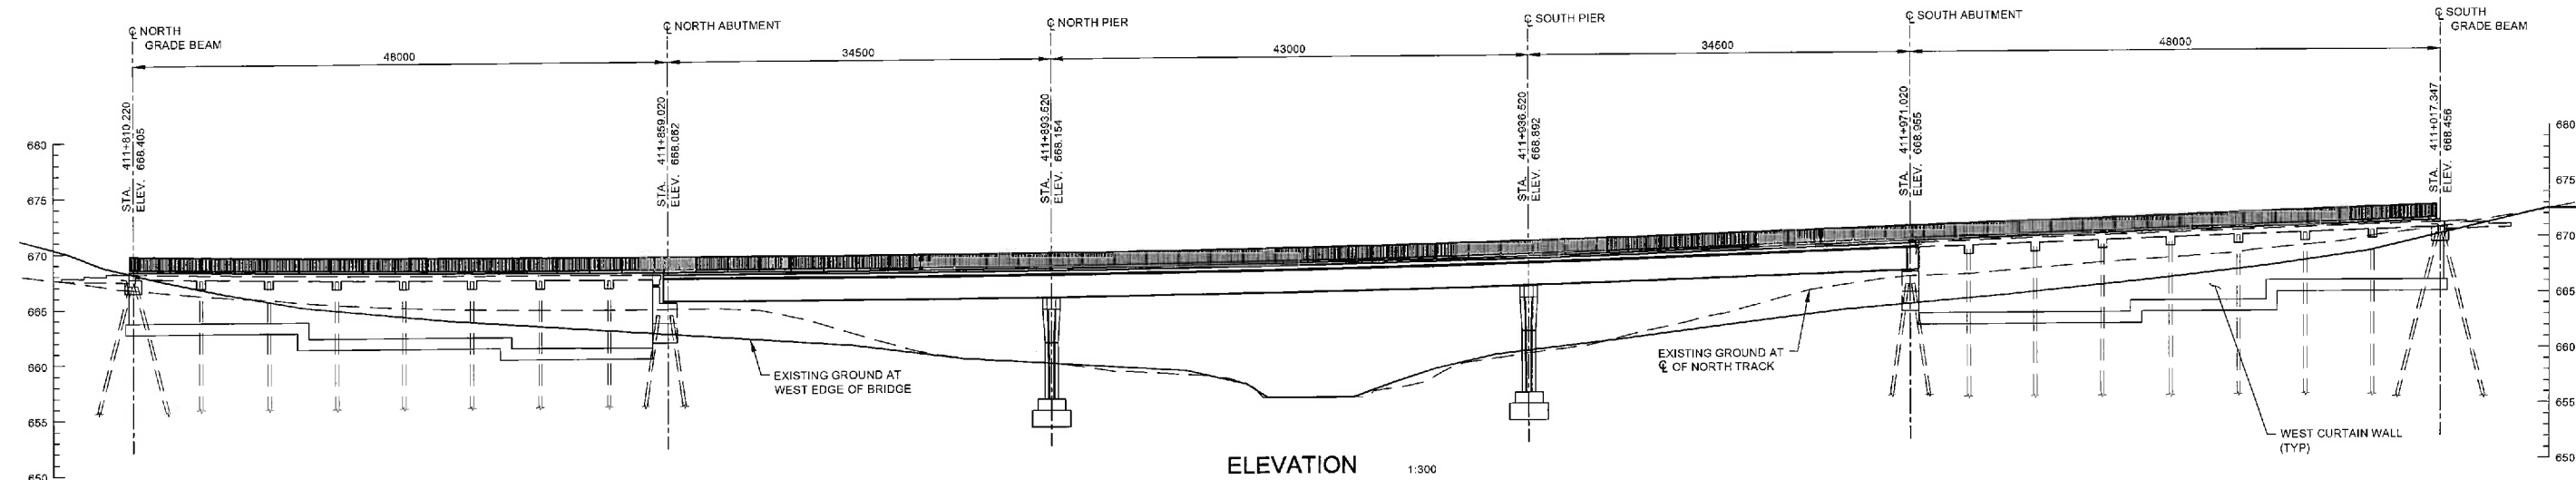 ℄ NORTH
GRADE BEAM
℄ NORTH ABUTMENT
℄ NORTH PIER
℄ SOUTH PIER
℄ SOUTH ABUTMENT
℄ SOUTH
GRADE BEAM
48000
34500
43000
34500
48000
STA. 411+810.220
ELEV. 668.405
STA. 411+859.020
ELEV. 668.062
STA. 411+893.520
ELEV. 668.154
STA. 411+936.520
ELEV. 668.892
STA. 411+971.020
ELEV. 668.955
STA. 411+017.347
ELEV. 668.456
680
675
670
665
660
655
650
680
675
670
665
660
655
650
EXISTING GROUND AT
WEST EDGE OF BRIDGE
EXISTING GROUND AT
℄ OF NORTH TRACK
WEST CURTAIN WALL
(TYP)
ELEVATION 1:300